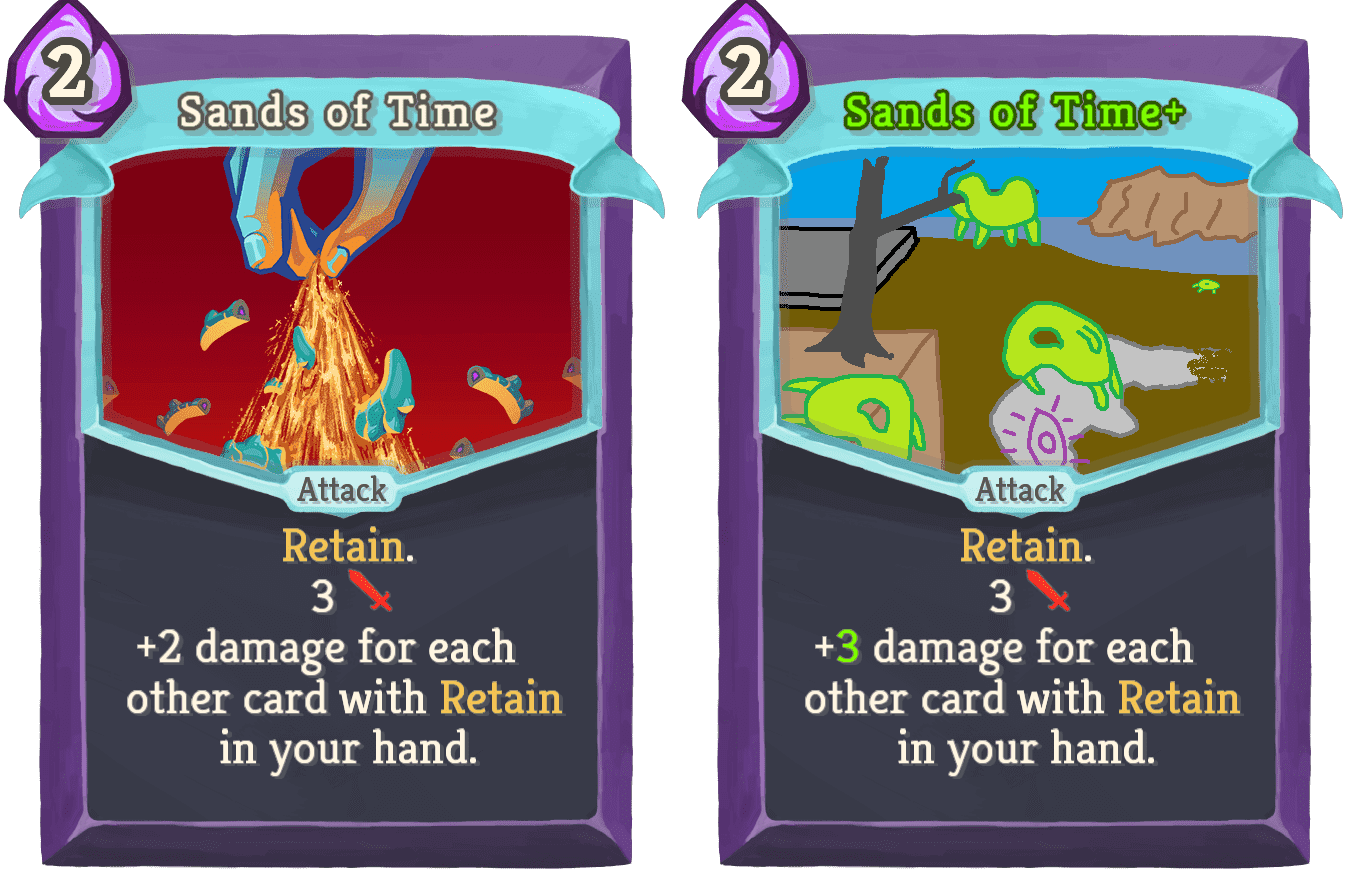 2
Sands of Time
Attack
Retain.
3
+2 damage for each
other card with Retain
in your hand.
2
Sands of Time+
Attack
Retain.
3
+3 damage for each
other card with Retain
in your hand.